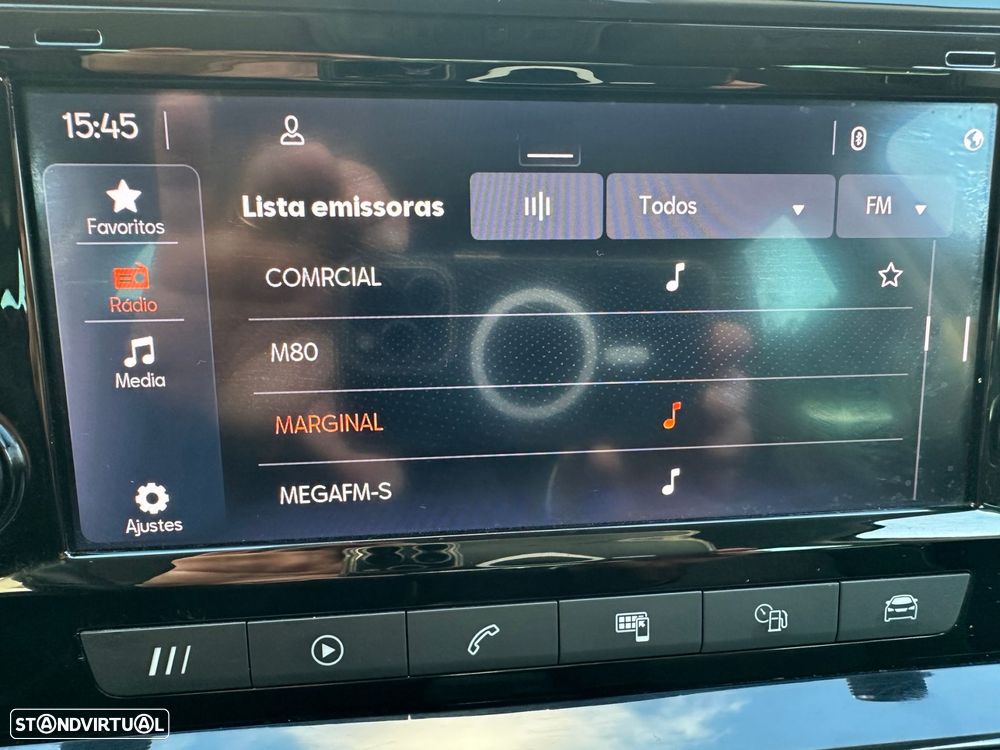 15:45
Lista emissoras
Todos
FM
Favoritos
Rádio
Media
Ajustes
COMRCIAL
M80
MARGINAL
MEGAFM-S
STANDVIRTUAL